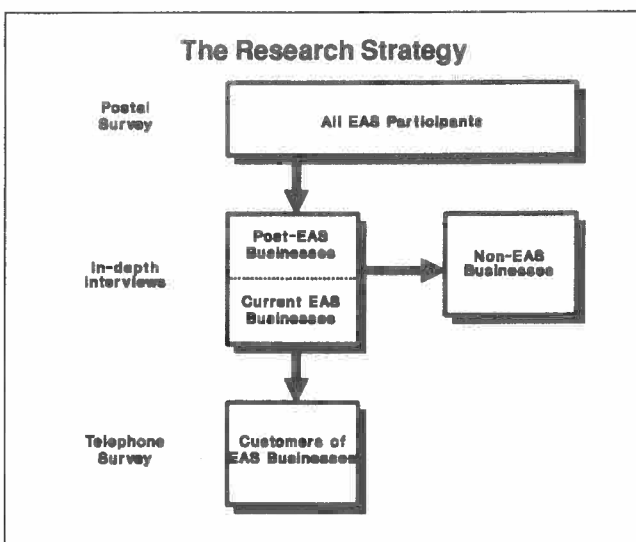 The Research Strategy
Postal
Survey
All EAS Participants
In-depth
Interviews
Post-EAS
Businesses
Current EAS
Businesses
Non-EAS
Businesses
Telephone
Survey
Customers of
EAS Businesses